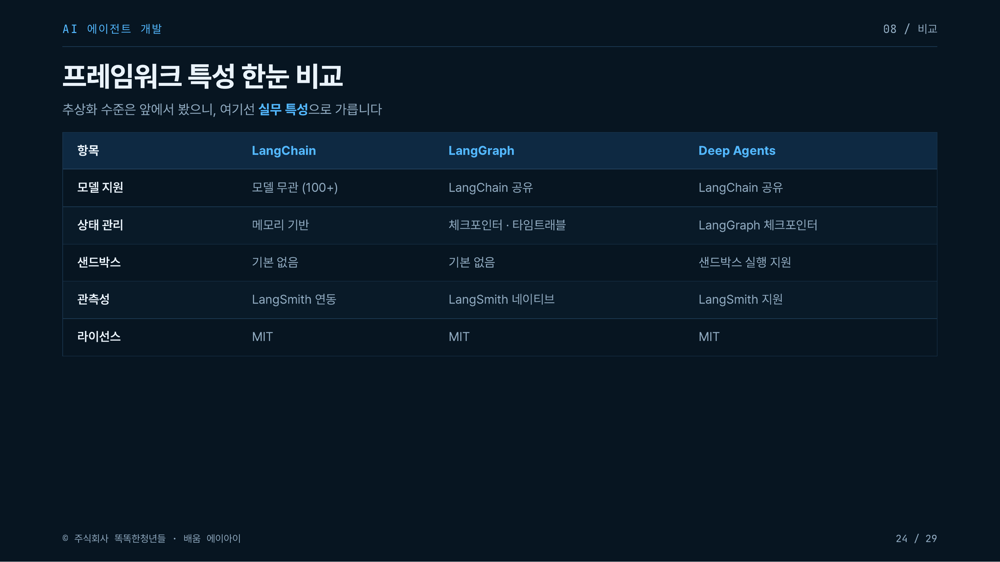 AI 에이전트 개발
08 / 비교
프레임워크 특성 한눈 비교
추상화 수준은 앞에서 봤으니, 여기선 실무 특성으로 가릅니다
항목 LangChain LangGraph Deep Agents
모델 지원 모델 무관 (100+) LangChain 공유 LangChain 공유
상태 관리 메모리 기반 체크포인터 · 타임트래블 LangGraph 체크포인터
샌드박스 기본 없음 기본 없음 샌드박스 실행 지원
관측성 LangSmith 연동 LangSmith 네이티브 LangSmith 지원
라이선스 MIT MIT MIT
© 주식회사 똑똑한청년들 · 배움 에이아이
24 / 29